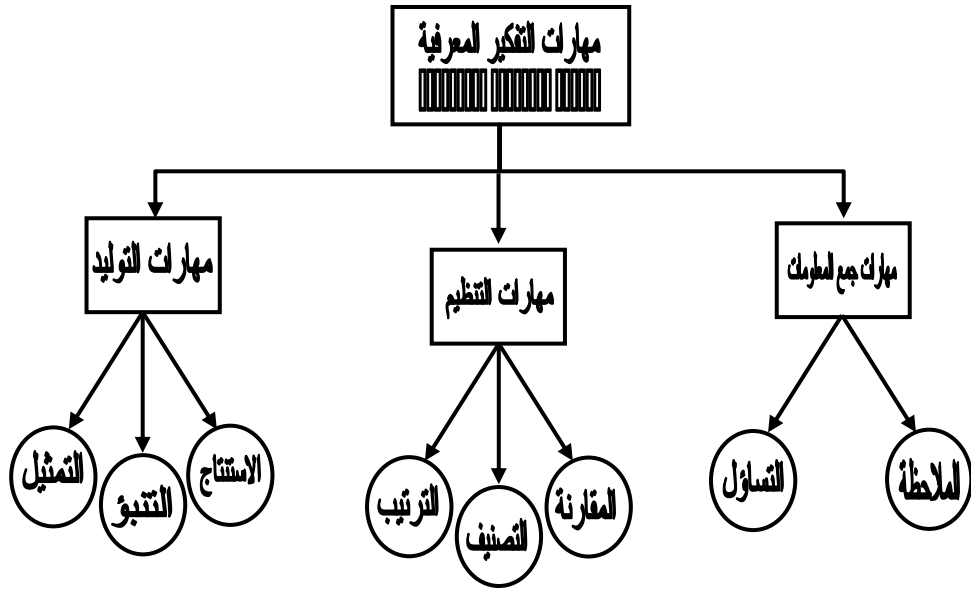 مهارات التفكير المعرفية
مهارات جمع المعلومات
مهارات التنظيم
مهارات التوليد
الملاحظة
التساؤل
المقارنة
التصنيف
الترتيب
الاستنتاج
التنبؤ
التمثيل